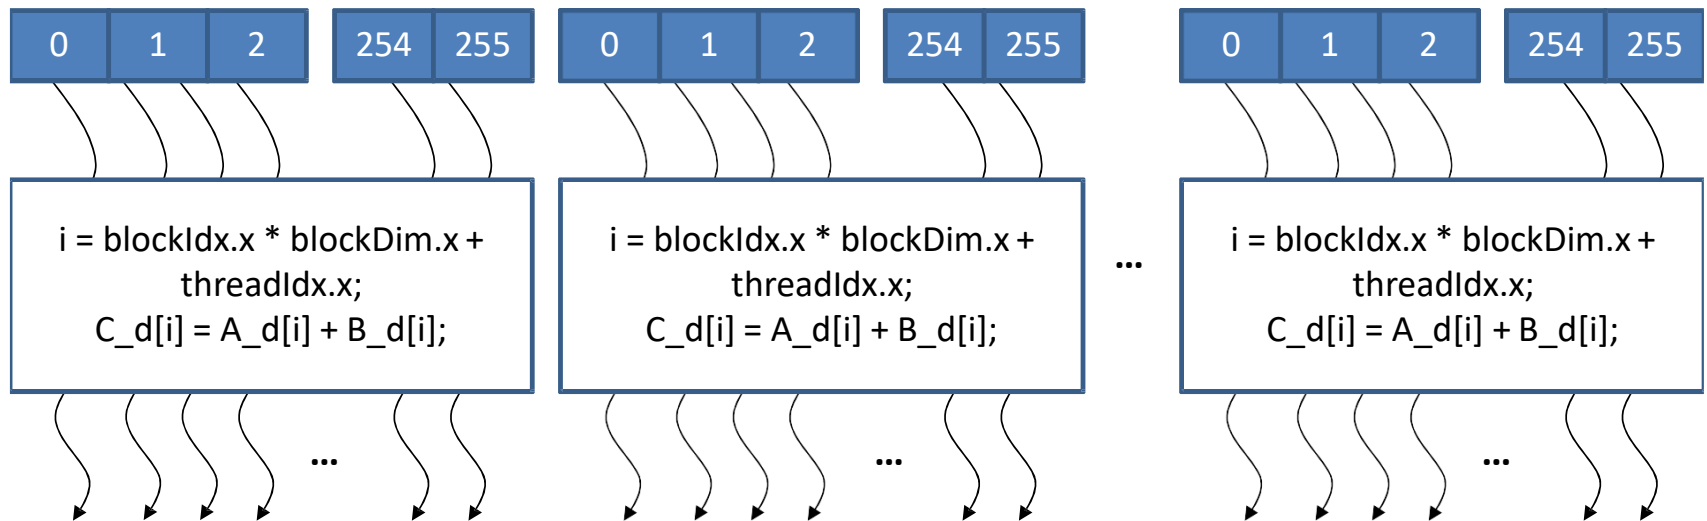 0 1 2 254 255 0 1 2 254 255 0 1 2 254 255
i = blockIdx.x * blockDim.x +
threadIdx.x;
C_d[i] = A_d[i] + B_d[i];
i = blockIdx.x * blockDim.x +
threadIdx.x;
C_d[i] = A_d[i] + B_d[i];
...
i = blockIdx.x * blockDim.x +
threadIdx.x;
C_d[i] = A_d[i] + B_d[i];
... ... ...